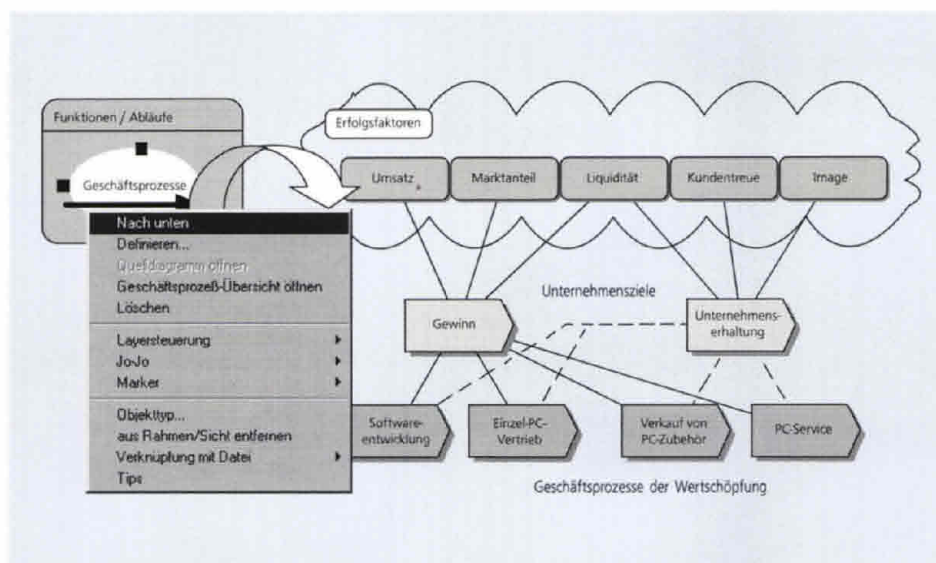 Funktionen / Abläufe
Geschäftsprozesse
Erfolgsfaktoren
Umsatz
Marktanteil
Liquidität
Kundentreue
Image
Nach unten
Definieren...
Quelldiagramm öffnen
Geschäftsprozeß-Übersicht öffnen
Löschen
Layersteuerung
Jo-Jo
Marker
Objekttyp...
aus Rahmen/Sicht entfernen
Verknüpfung mit Datei
Tips
Unternehmensziele
Gewinn
Unternehmens-
erhaltung
Software-
entwicklung
Einzel-PC-
Vertrieb
Verkauf von
PC-Zubehör
PC-Service
Geschäftsprozesse der Wertschöpfung